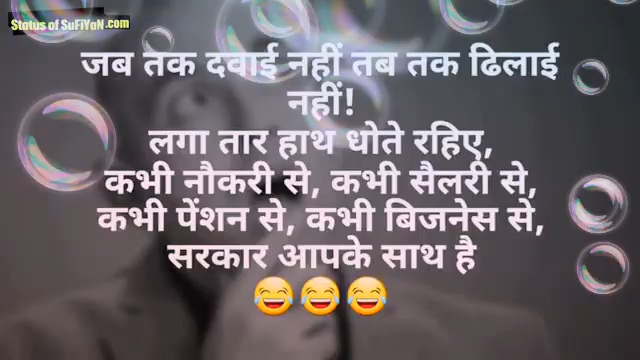 Status of SuFiYaN.com
जब तक दवाई नहीं तब तक ढिलाई
नहीं!
लगा तार हाथ धोते रहिए,
कभी नौकरी से, कभी सैलरी से,
कभी पेंशन से, कभी बिजनेस से,
सरकार आपके साथ है
😂😂😂